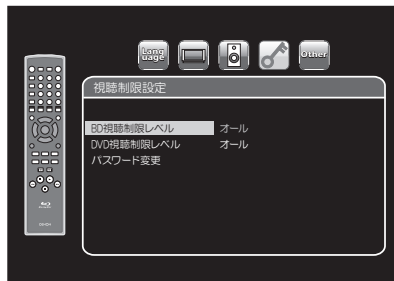 Language
Other
視聴制限設定
BD視聴制限レベル オール
DVD視聴制限レベル オール
パスワード変更
DENON